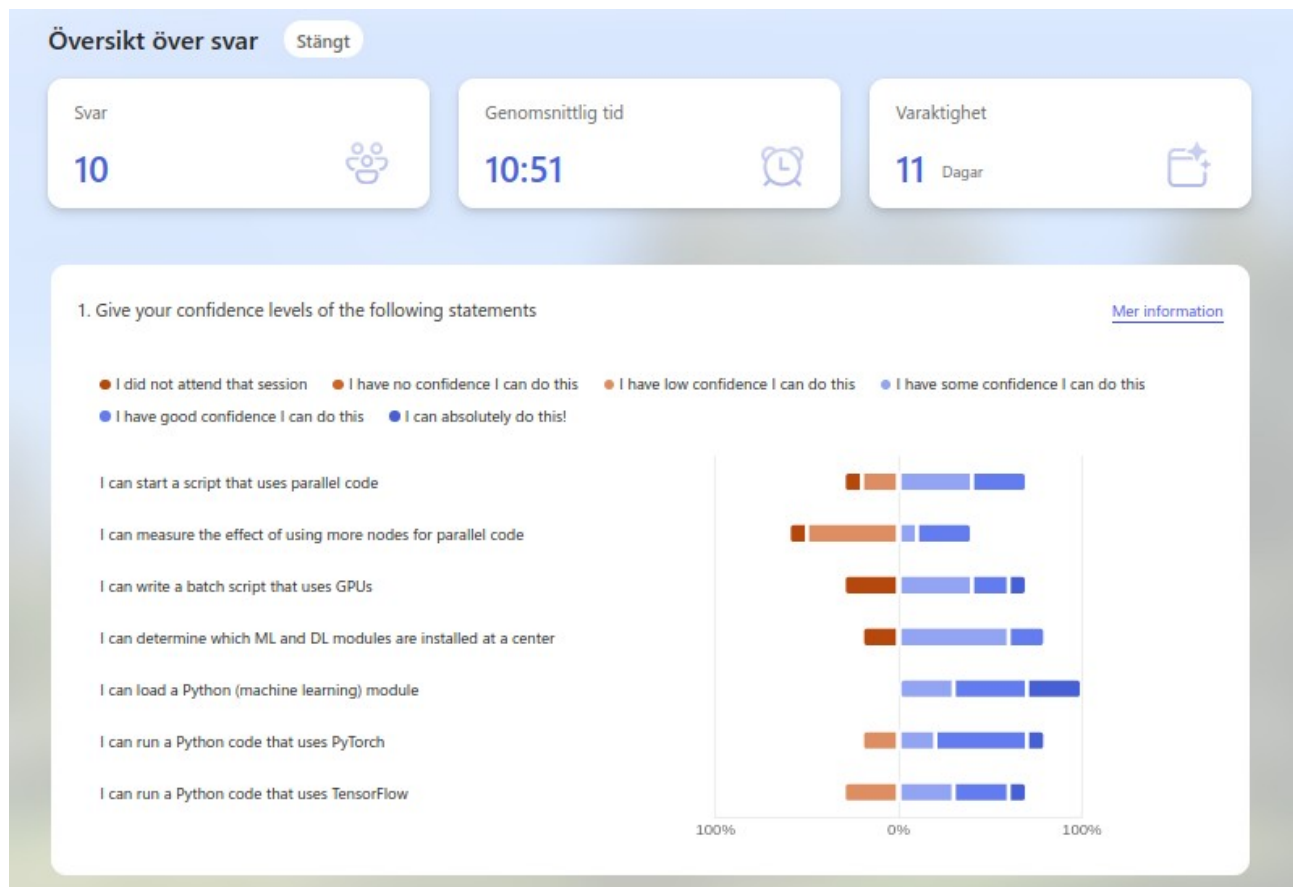 Översikt över svar Stängt
Svar Genomsnittlig tid Varaktighet
10 10:51 11 Dagar
1. Give your confidence levels of the following statements Mer information
I did not attend that session I have no confidence I can do this I have low confidence I can do this I have some confidence I can do this
I have good confidence I can do this I can absolutely do this!
I can start a script that uses parallel code
I can measure the effect of using more nodes for parallel code
I can write a batch script that uses GPUs
I can determine which ML and DL modules are installed at a center
I can load a Python (machine learning) module
I can run a Python code that uses PyTorch
I can run a Python code that uses TensorFlow
100% 0% 100%